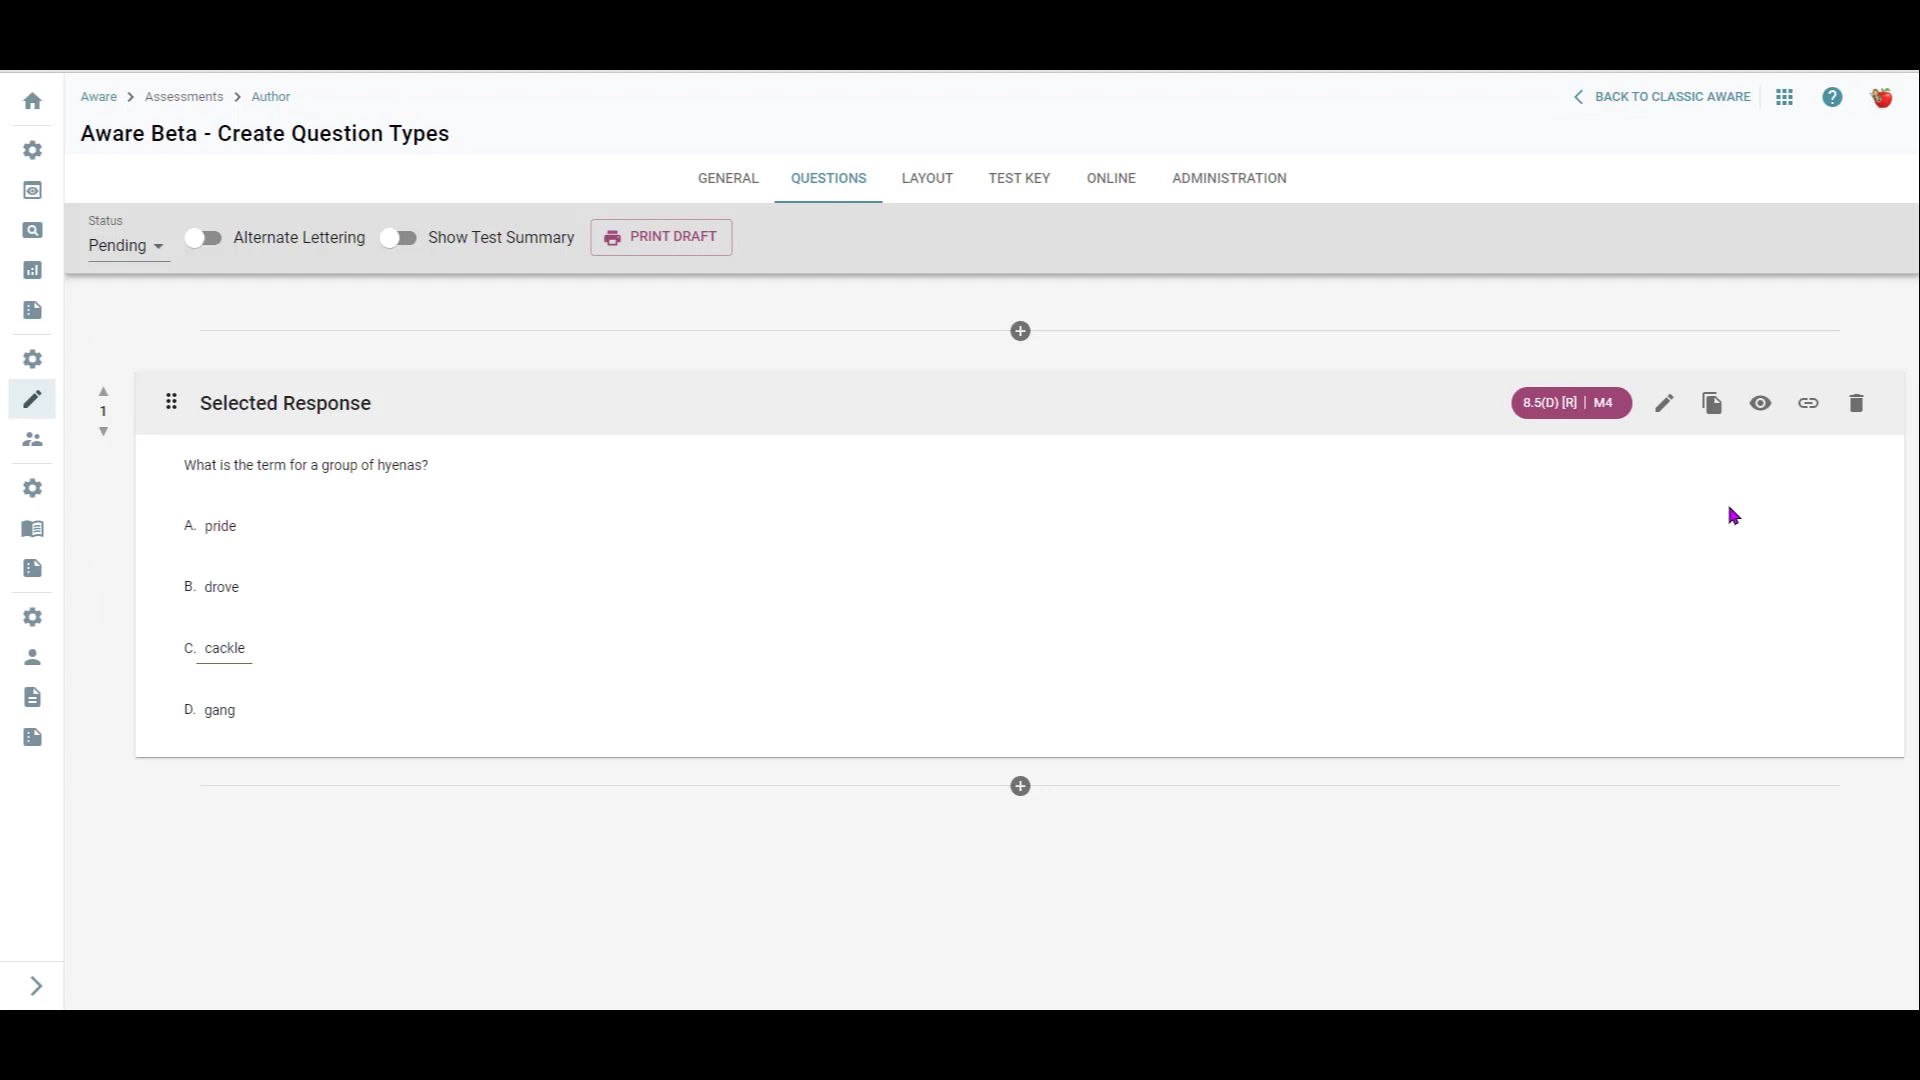 Aware > Assessments > Author
BACK TO CLASSIC AWARE
Aware Beta - Create Question Types
GENERAL QUESTIONS LAYOUT TEST KEY ONLINE ADMINISTRATION
Status
Pending
Alternate Lettering
Show Test Summary
PRINT DRAFT
1
Selected Response
8.5(D) [R] | M4
What is the term for a group of hyenas?
A. pride
B. drove
C. cackle
D. gang